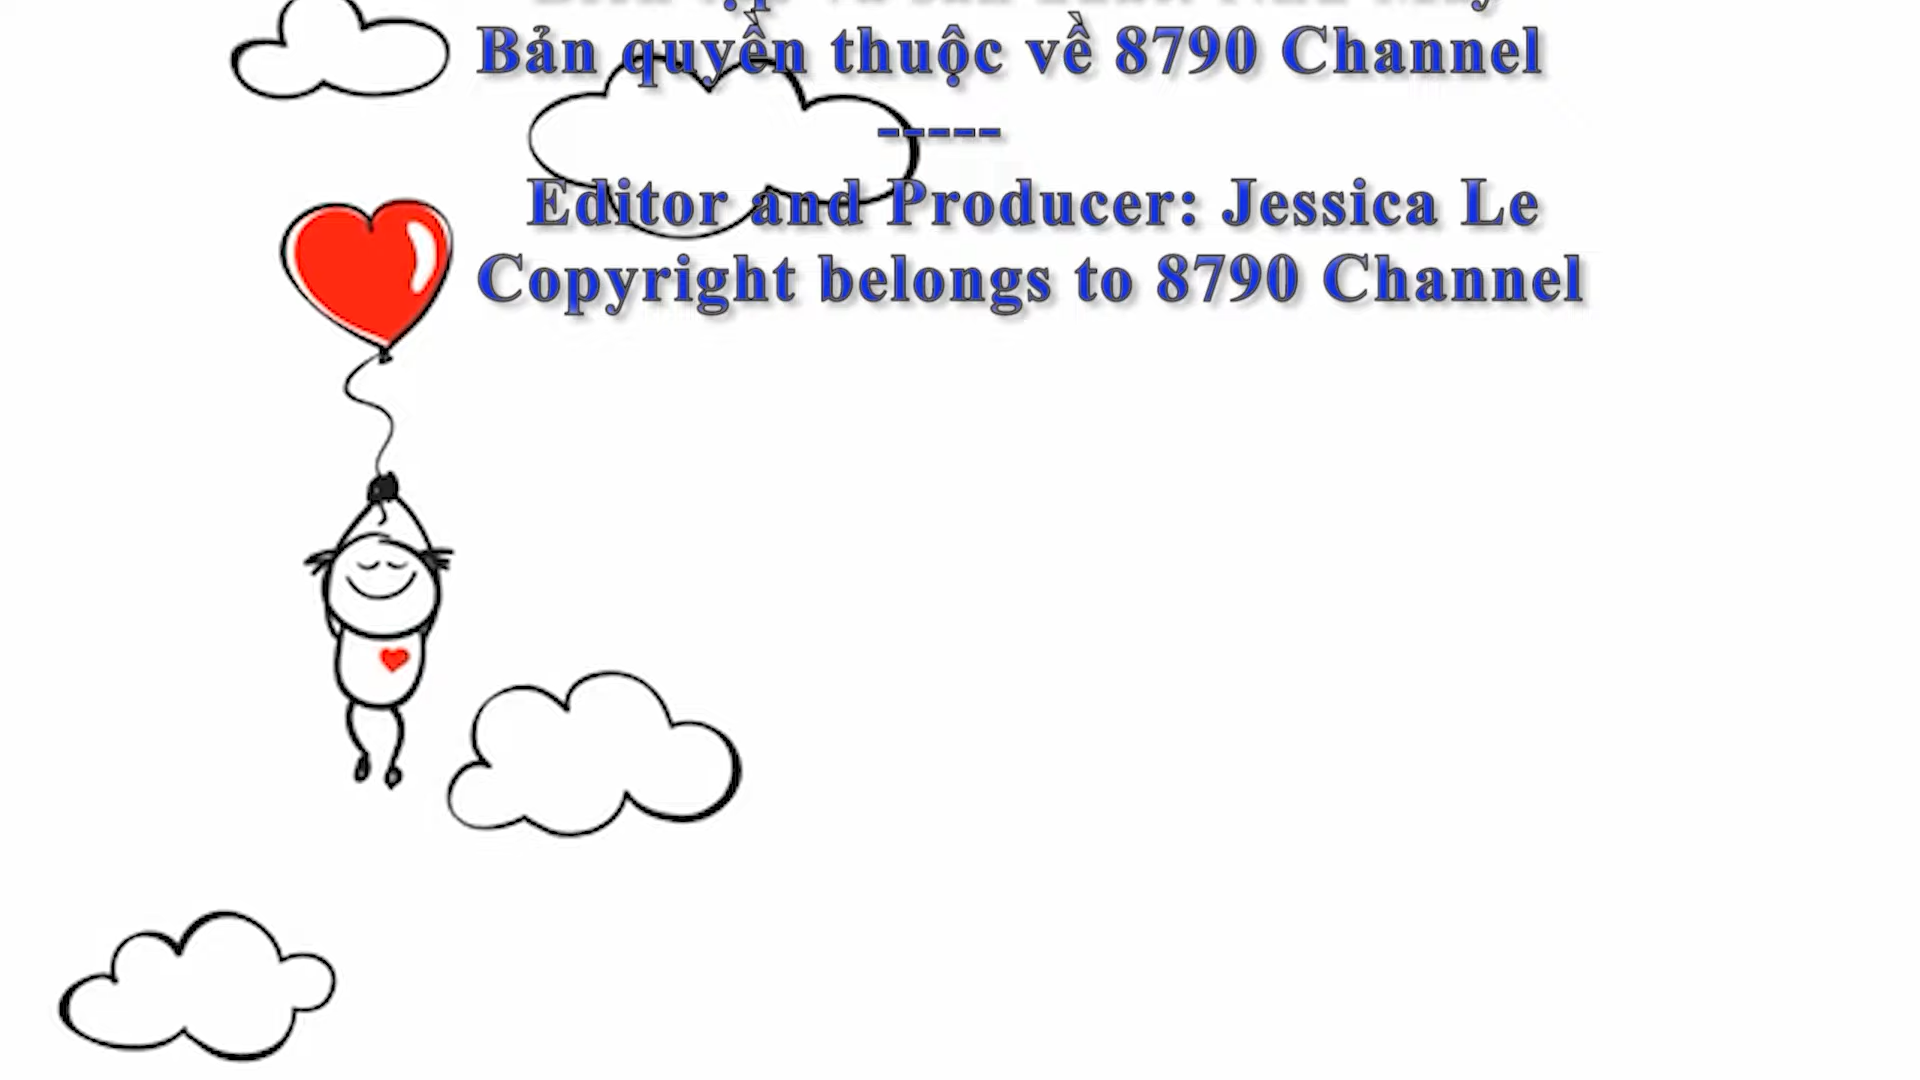 Bản quyền thuộc về 8790 Channel
-----
Editor and Producer: Jessica Le
Copyright belongs to 8790 Channel